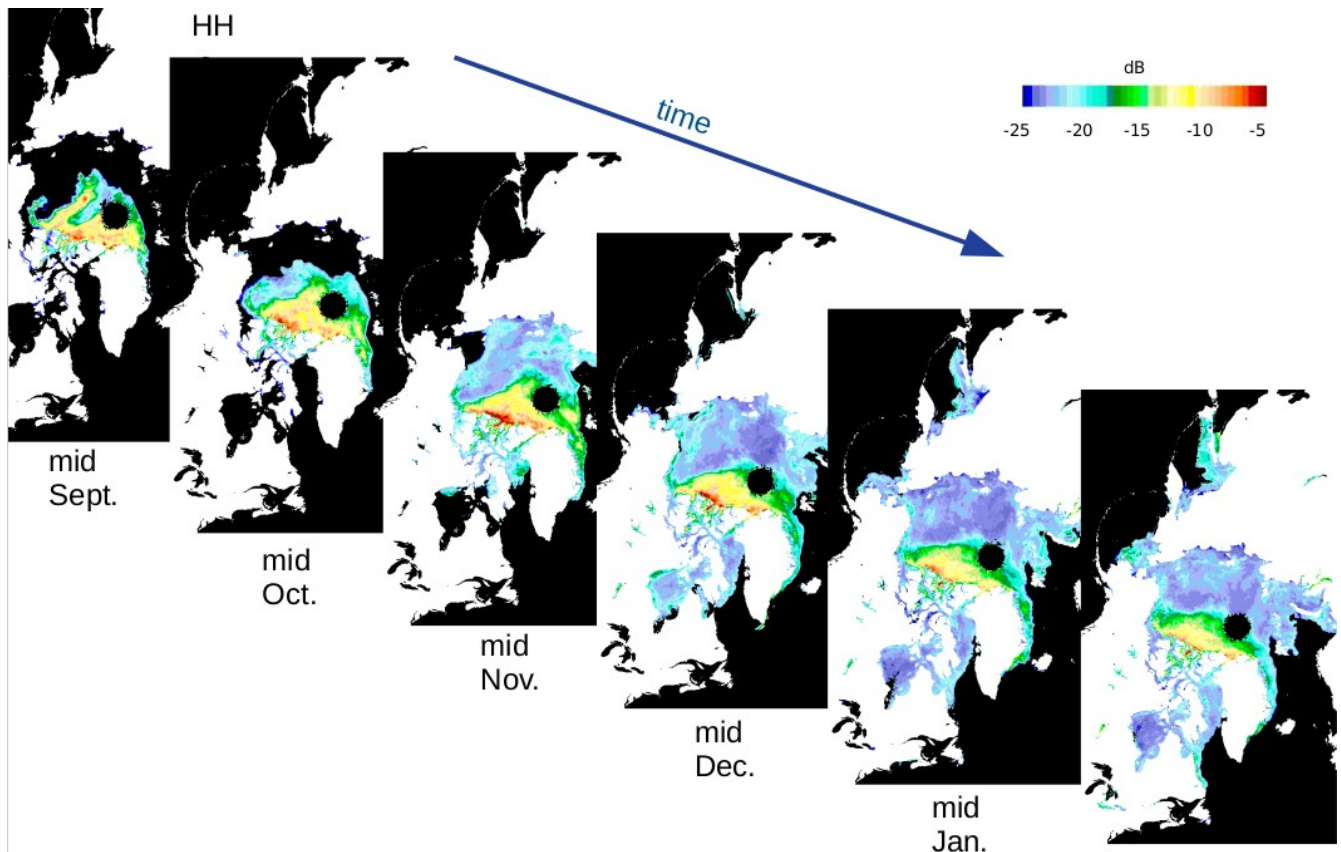 HH
time
dB
-25 -20 -15 -10 -5
mid
Sept.
mid
Oct.
mid
Nov.
mid
Dec.
mid
Jan.